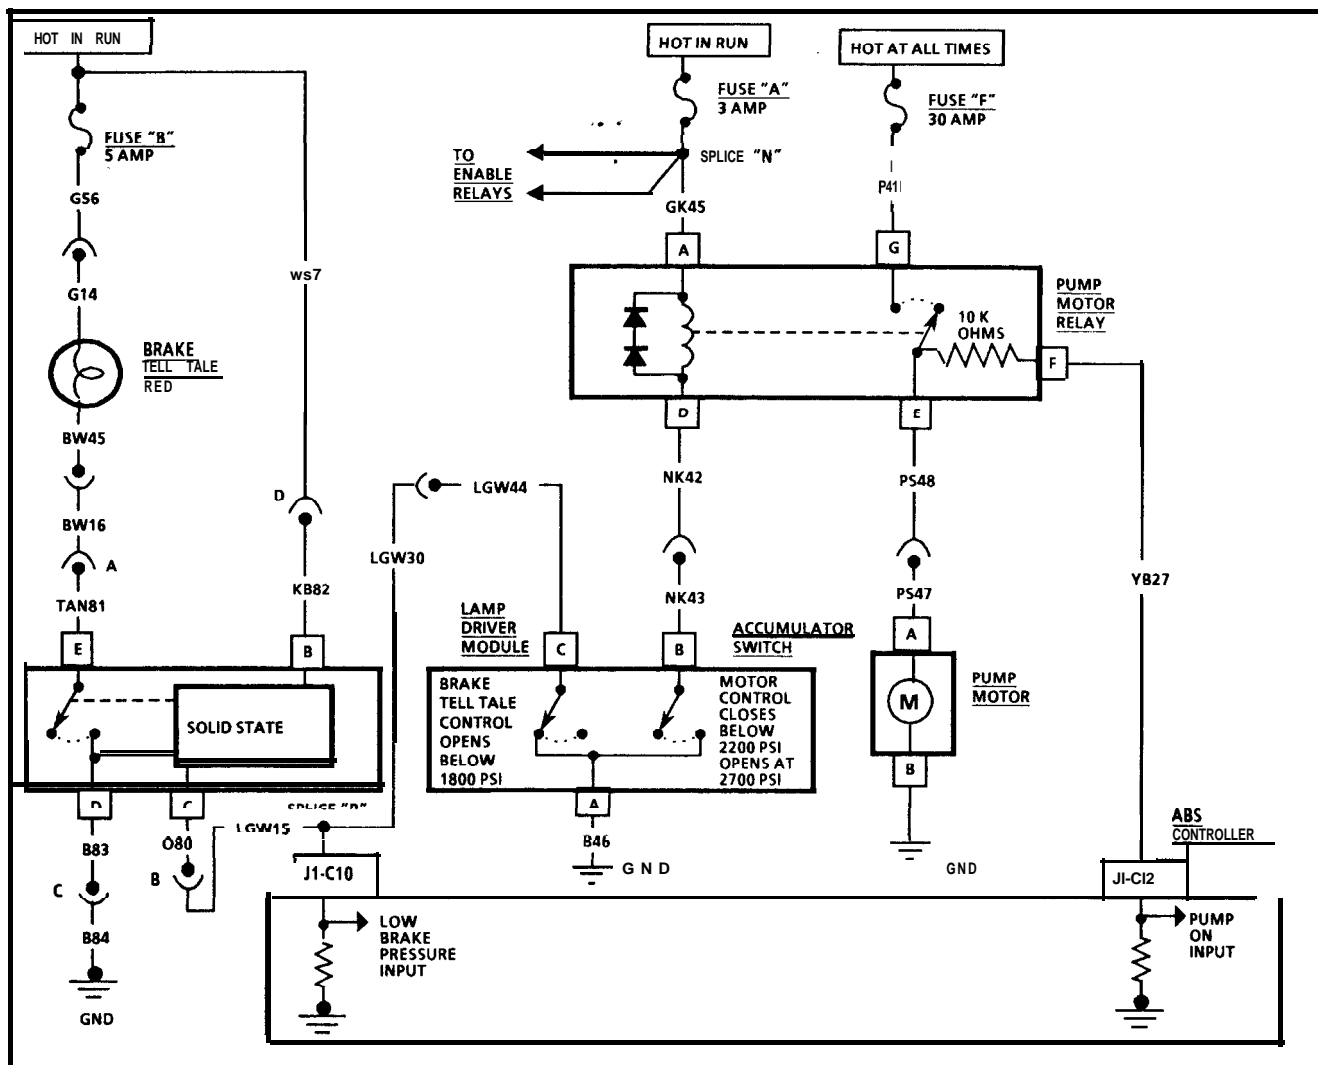 HOT IN RUN
HOT IN RUN
HOT AT ALL TIMES
FUSE "B"
5 AMP
FUSE "A"
3 AMP
FUSE "F"
30 AMP
TO
ENABLE
RELAYS
SPLICE "N"
G56
GK45
P41
A
G
ws7
G14
PUMP
MOTOR
RELAY
10 K
OHMS
BRAKE
TELL TALE
RED
F
D
E
BW45
NK42
PS48
LGW44
D
BW16
LGW30
A
YB27
KB82
NK43
PS47
TAN81
LAMP
DRIVER
MODULE
ACCUMULATOR
SWITCH
E
B
C
B
A
BRAKE
TELL TALE
CONTROL
OPENS
BELOW
1800 PSI
MOTOR
CONTROL
CLOSES
BELOW
2200 PSI
OPENS AT
2700 PSI
PUMP
MOTOR
M
SOLID STATE
B
D
C
A
LGW15
B83
O80
B46
ABS
CONTROLLER
GND
GND
J1-C10
JI-CI2
C
B
B84
LOW
BRAKE
PRESSURE
INPUT
PUMP
ON
INPUT
GND